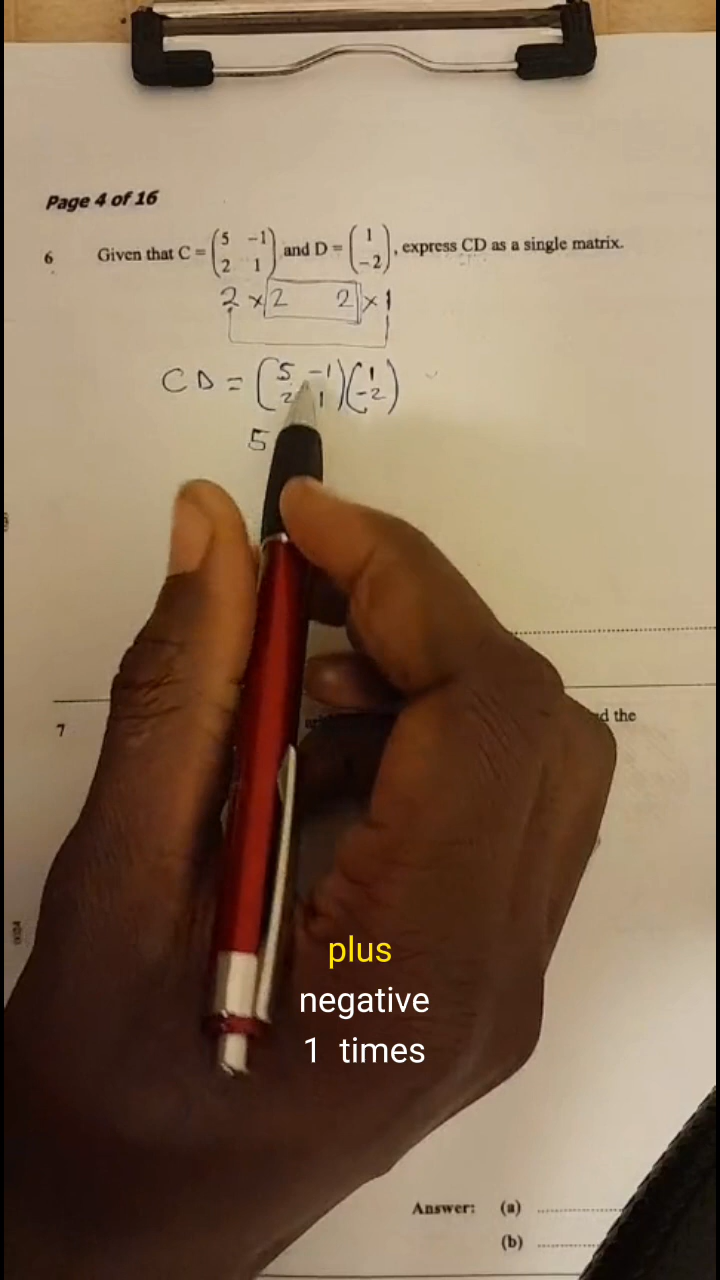 Page 4 of 16
6 Given that C = (5 -1 2 1) and D = (1 -2), express CD as a single matrix.
2 × 2 2 × 1
CD = (5 -1 2 1)(1 -2)
5
7 d the
plus
negative
1 times
Answer: (a)
(b)